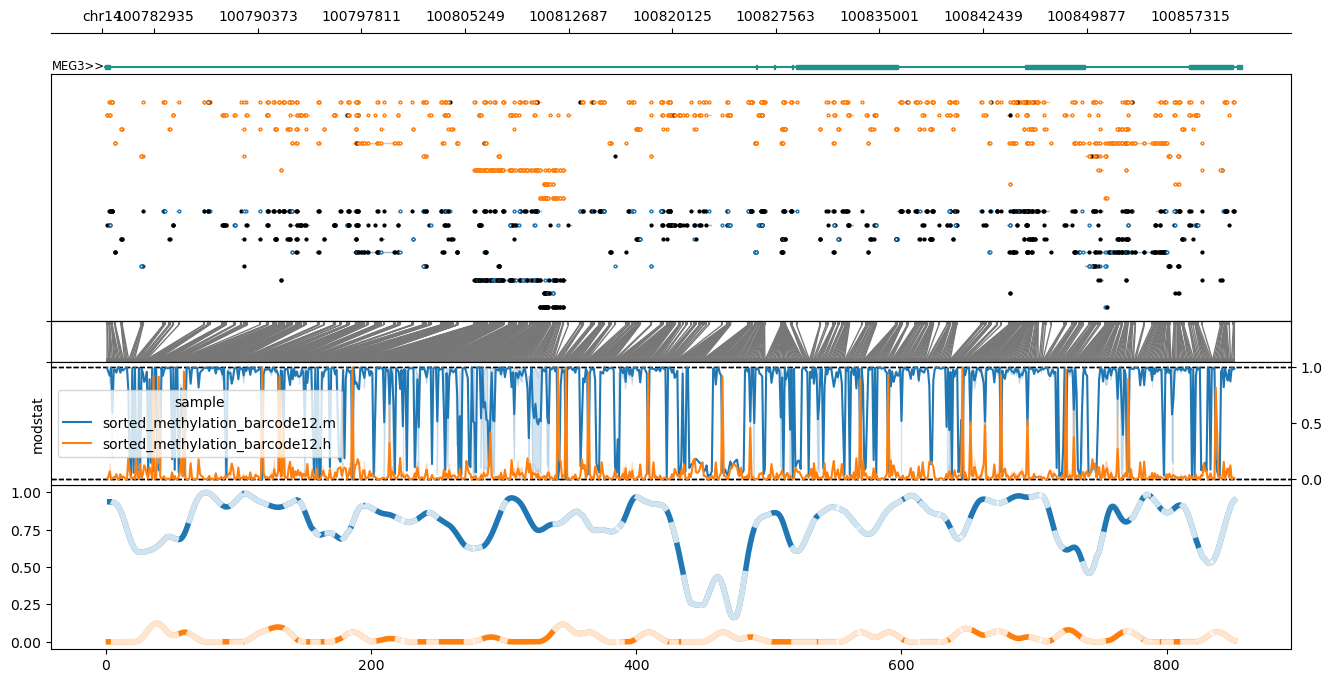 chr14 100782935 100790373 100797811 100805249 100812687 100820125 100827563 100835001 100842439 100849877 100857315
MEG3>>
1.0
sample
sorted_methylation_barcode12.m
0.5
modstat
sorted_methylation_barcode12.h
0.0
1.00
0.75
0.50
0.25
0.00
0 200 400 600 800